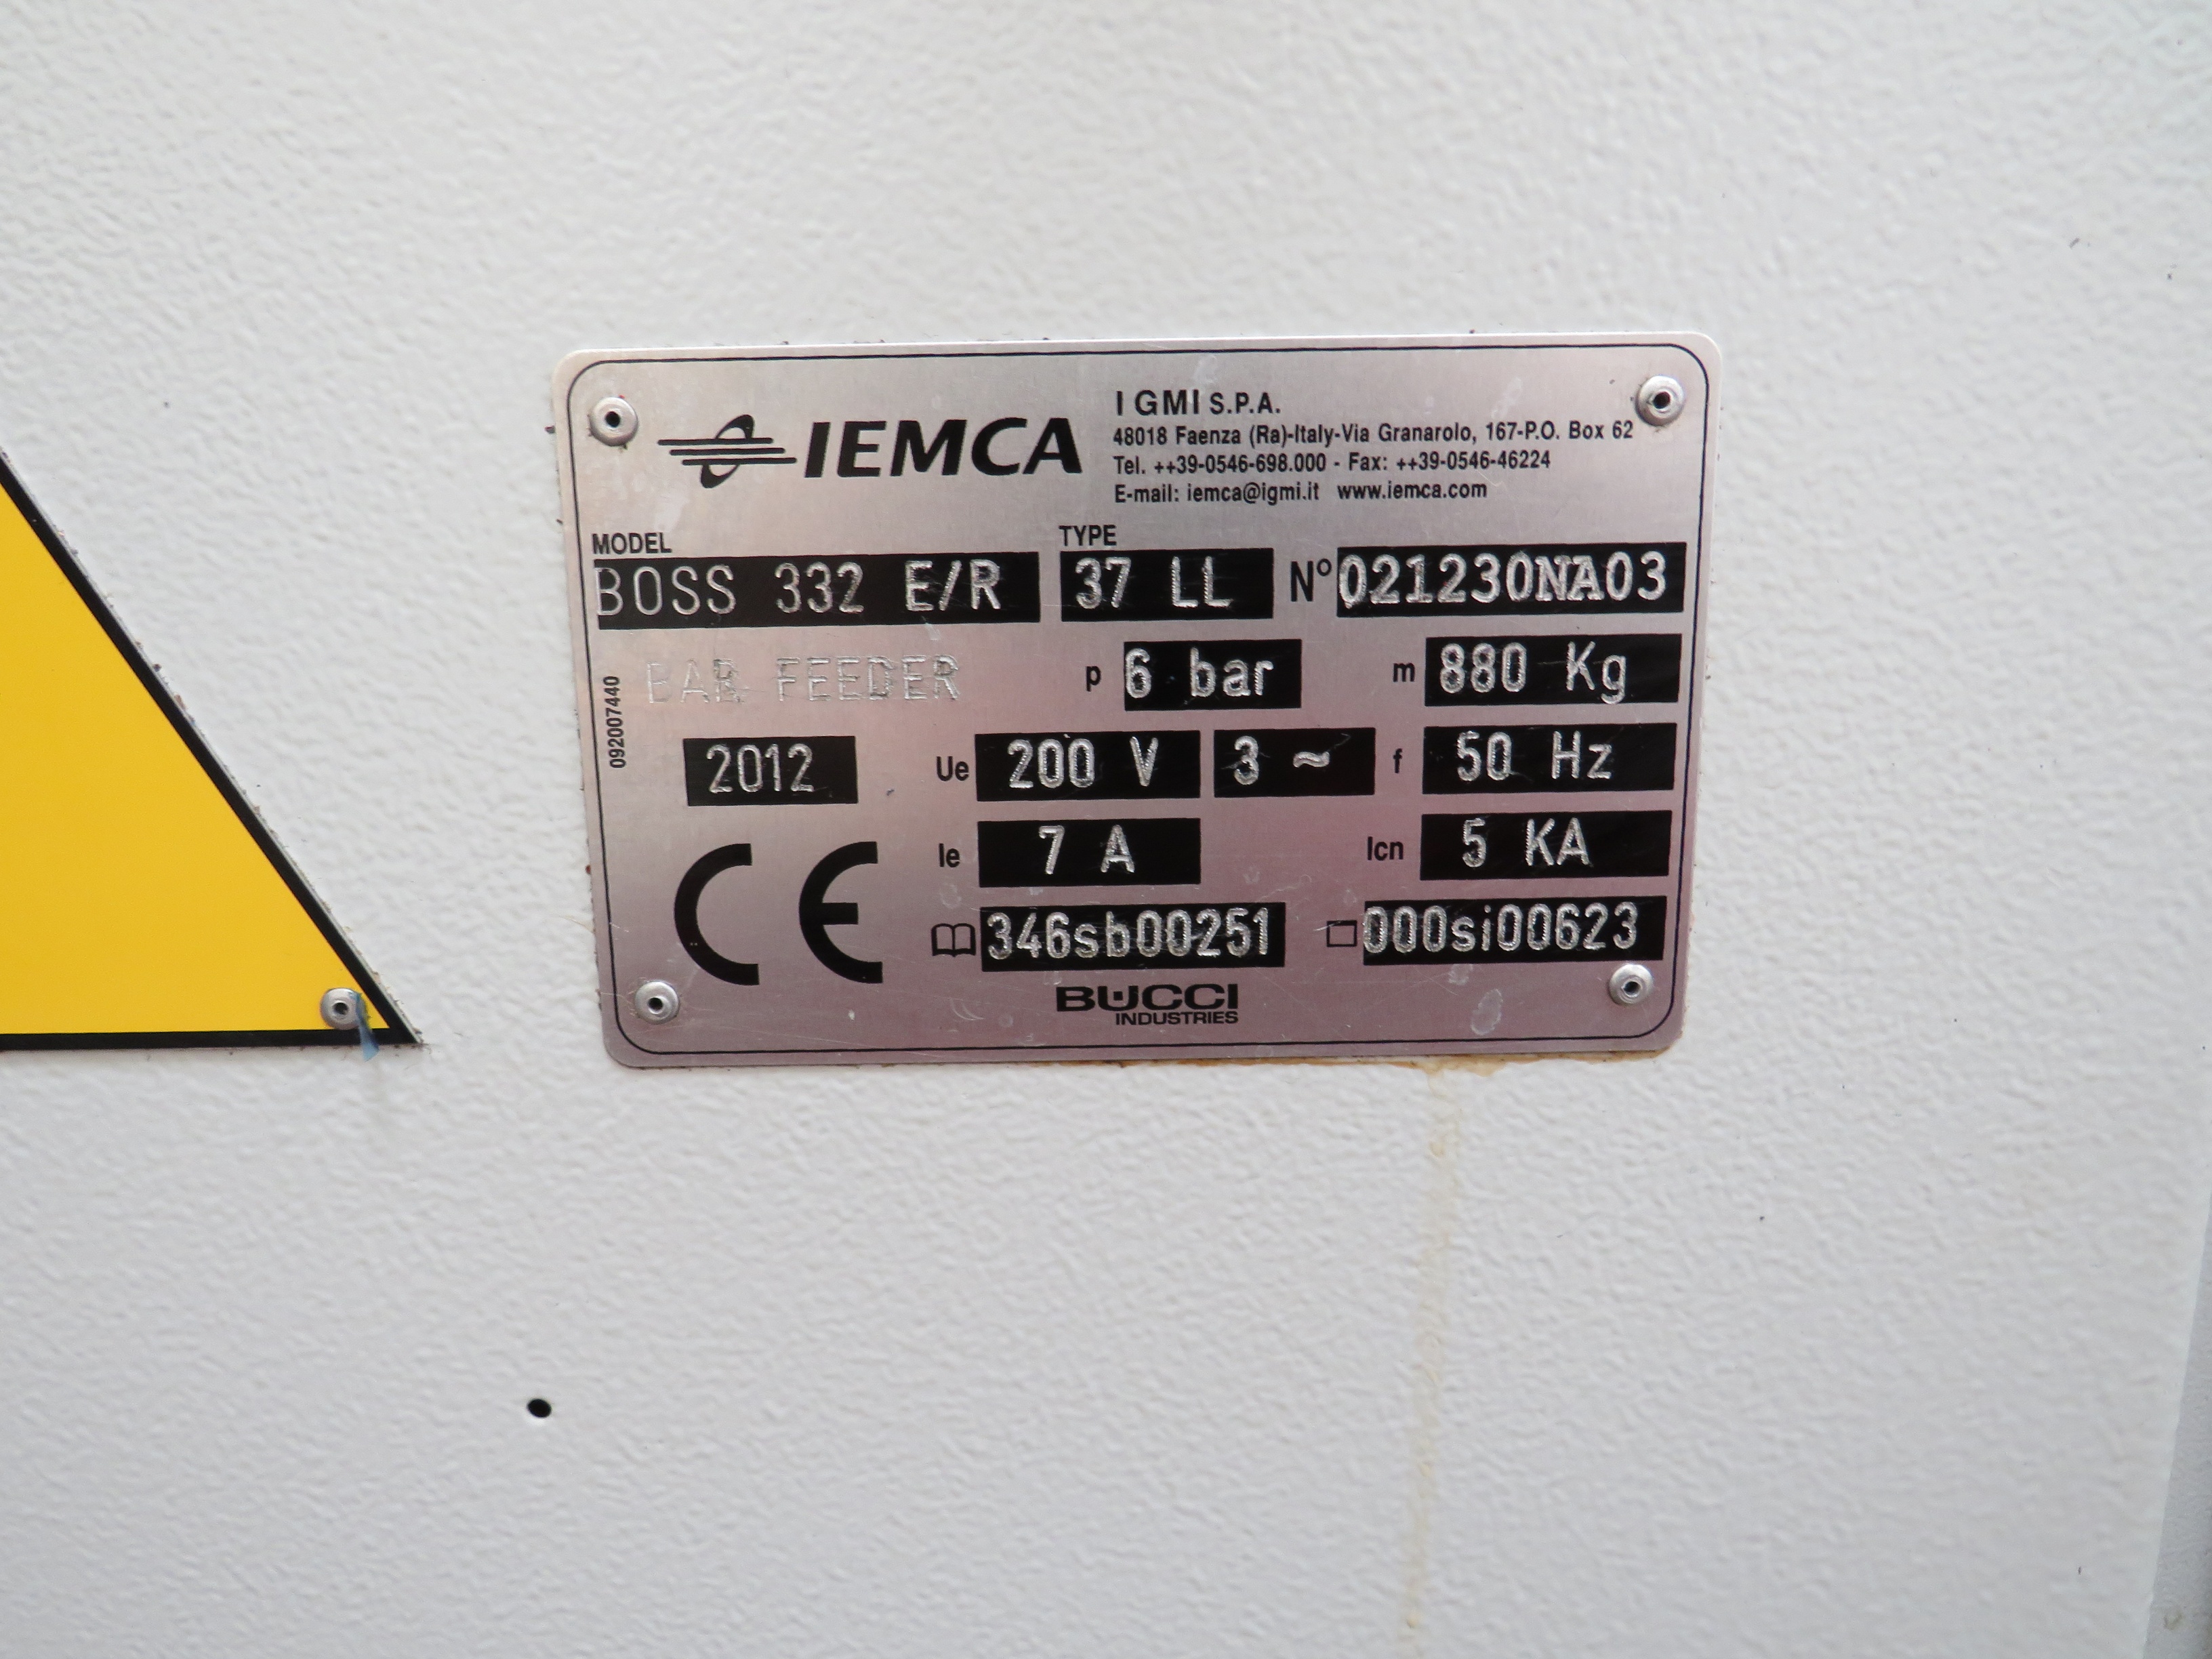 IEMCA
I GMI S.P.A.
48018 Faenza (Ra)-Italy-Via Granarolo, 167-P.O. Box 62
Tel. ++39-0546-698.000 - Fax: ++39-0546-46224
E-mail: iemca@igmi.it www.iemca.com
MODEL TYPE
BOSS 332 E/R 37 LL N° 021230NA03
BAR FEEDER p 6 bar m 880 Kg
092007440
2012 Ue 200 V 3 ~ f 50 Hz
Ie 7 A Icn 5 KA
CE
346sb00251 000si00623
BUCCI
INDUSTRIES